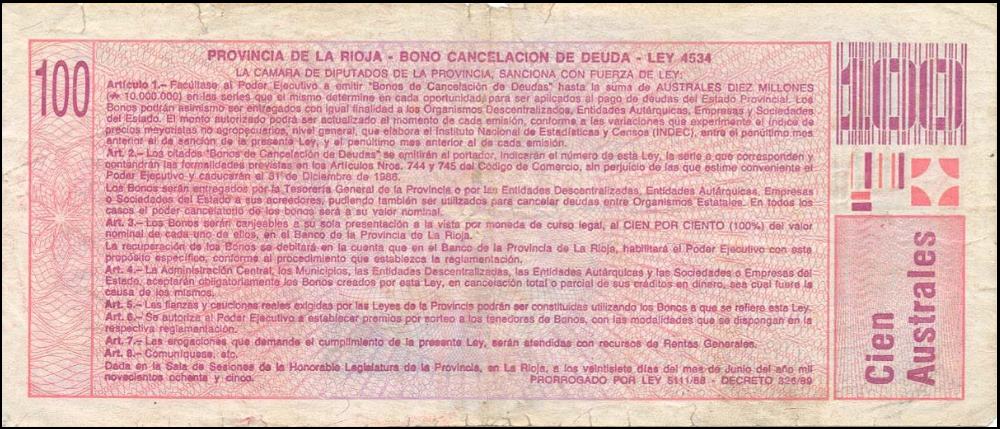 100
PROVINCIA DE LA RIOJA - BONO CANCELACION DE DEUDA - LEY 4534
LA CAMARA DE DIPUTADOS DE LA PROVINCIA, SANCIONA CON FUERZA DE LEY:
Artículo 1.— Facúltase al Poder Ejecutivo a emitir "Bonos de Cancelación de Deudas" hasta la suma de AUSTRALES DIEZ MILLONES
(₳ 10.000.000) en las series que el mismo determine en cada oportunidad para ser aplicados al pago de deudas del Estado Provincial. Los
Bonos podrán asimismo ser entregados con igual finalidad a los Organismos Descentralizados, Entidades Autárquicas, Empresas y Sociedades
del Estado. El monto autorizado podrá ser actualizado al momento de cada emisión, conforme a las variaciones que experimente el índice de
precios mayoristas no agropecuarios, nivel general, que elabora el Instituto Nacional de Estadísticas y Censos (INDEC), entre el penúltimo mes
anterior al de sanción de la presente Ley, y el penúltimo mes anterior al de cada emisión.
Art. 2.— Los citados "Bonos de Cancelación de Deudas" se emitirán al portador, indicarán el número de esta Ley, la serie a que corresponden y
contendrán las formalidades previstas en los Artículos Nros. 744 y 745 del Código de Comercio, sin perjuicio de las que estime conveniente el
Poder Ejecutivo y caducarán el 31 de Diciembre de 1988.
Los Bonos serán entregados por la Tesorería General de la Provincia o por las Entidades Descentralizadas, Entidades Autárquicas, Empresas
o Sociedades del Estado a sus acreedores, pudiendo también ser utilizados para cancelar deudas entre Organismos Estatales. En todos los
casos el poder cancelatorio de los bonos será a su valor nominal.
Art. 3.— Los Bonos serán canjeables a su sola presentación a la vista por moneda de curso legal, al CIEN POR CIENTO (100%) del valor
nominal de cada uno de ellos, en el Banco de la Provincia de La Rioja.
La recuperación de los Bonos se debitará en la cuenta que en el Banco de la Provincia de La Rioja, habilitará el Poder Ejecutivo con este
propósito específico, conforme al procedimiento que establezca la reglamentación.
Art. 4.— La Administración Central, los Municipios, las Entidades Descentralizadas, las Entidades Autárquicas y las Sociedades o Empresas del
Estado, aceptarán obligatoriamente los Bonos creados por esta Ley, en cancelación total o parcial de sus créditos en dinero, sea cual fuera la
causa de los mismos.
Art. 5.— Las fianzas y cauciones reales exigidas por las Leyes de la Provincia podrán ser constituidas utilizando los Bonos a que se refiere esta Ley.
Art. 6.— Se autoriza al Poder Ejecutivo a establecer premios por sorteo a los tenedores de Bonos, con las modalidades que se dispongan en la
respectiva reglamentación.
Art. 7.— Las erogaciones que demande el cumplimiento de la presente Ley, serán atendidas con recursos de Rentas Generales.
Art. 8.— Comuníquese, etc.
Dada en la Sala de Sesiones de la Honorable Legislatura de la Provincia, en La Rioja, a los veintisiete días del mes de Junio del año mil
novecientos ochenta y cinco.
PRORROGADO POR LEY 5111/88 - DECRETO 326/89
100
Cien
Australes